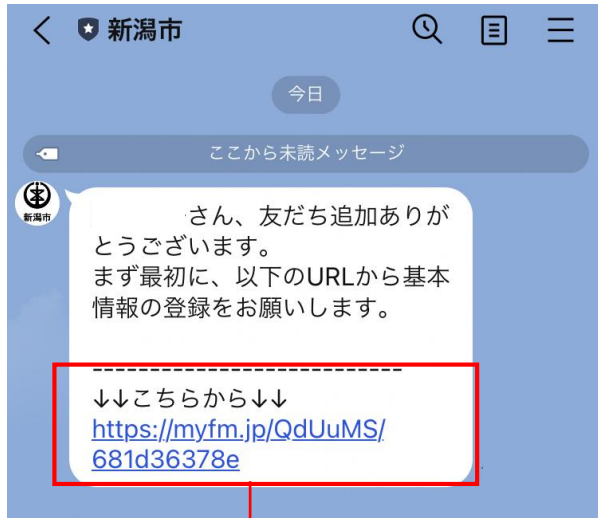 新潟市
今日
ここから未読メッセージ
新潟市
さん、友だち追加ありが
とうございます。
まず最初に、以下のURLから基本
情報の登録をお願いします。
---------------------------
↓↓こちらから↓↓
https://myfm.jp/QdUuMS/
681d36378e